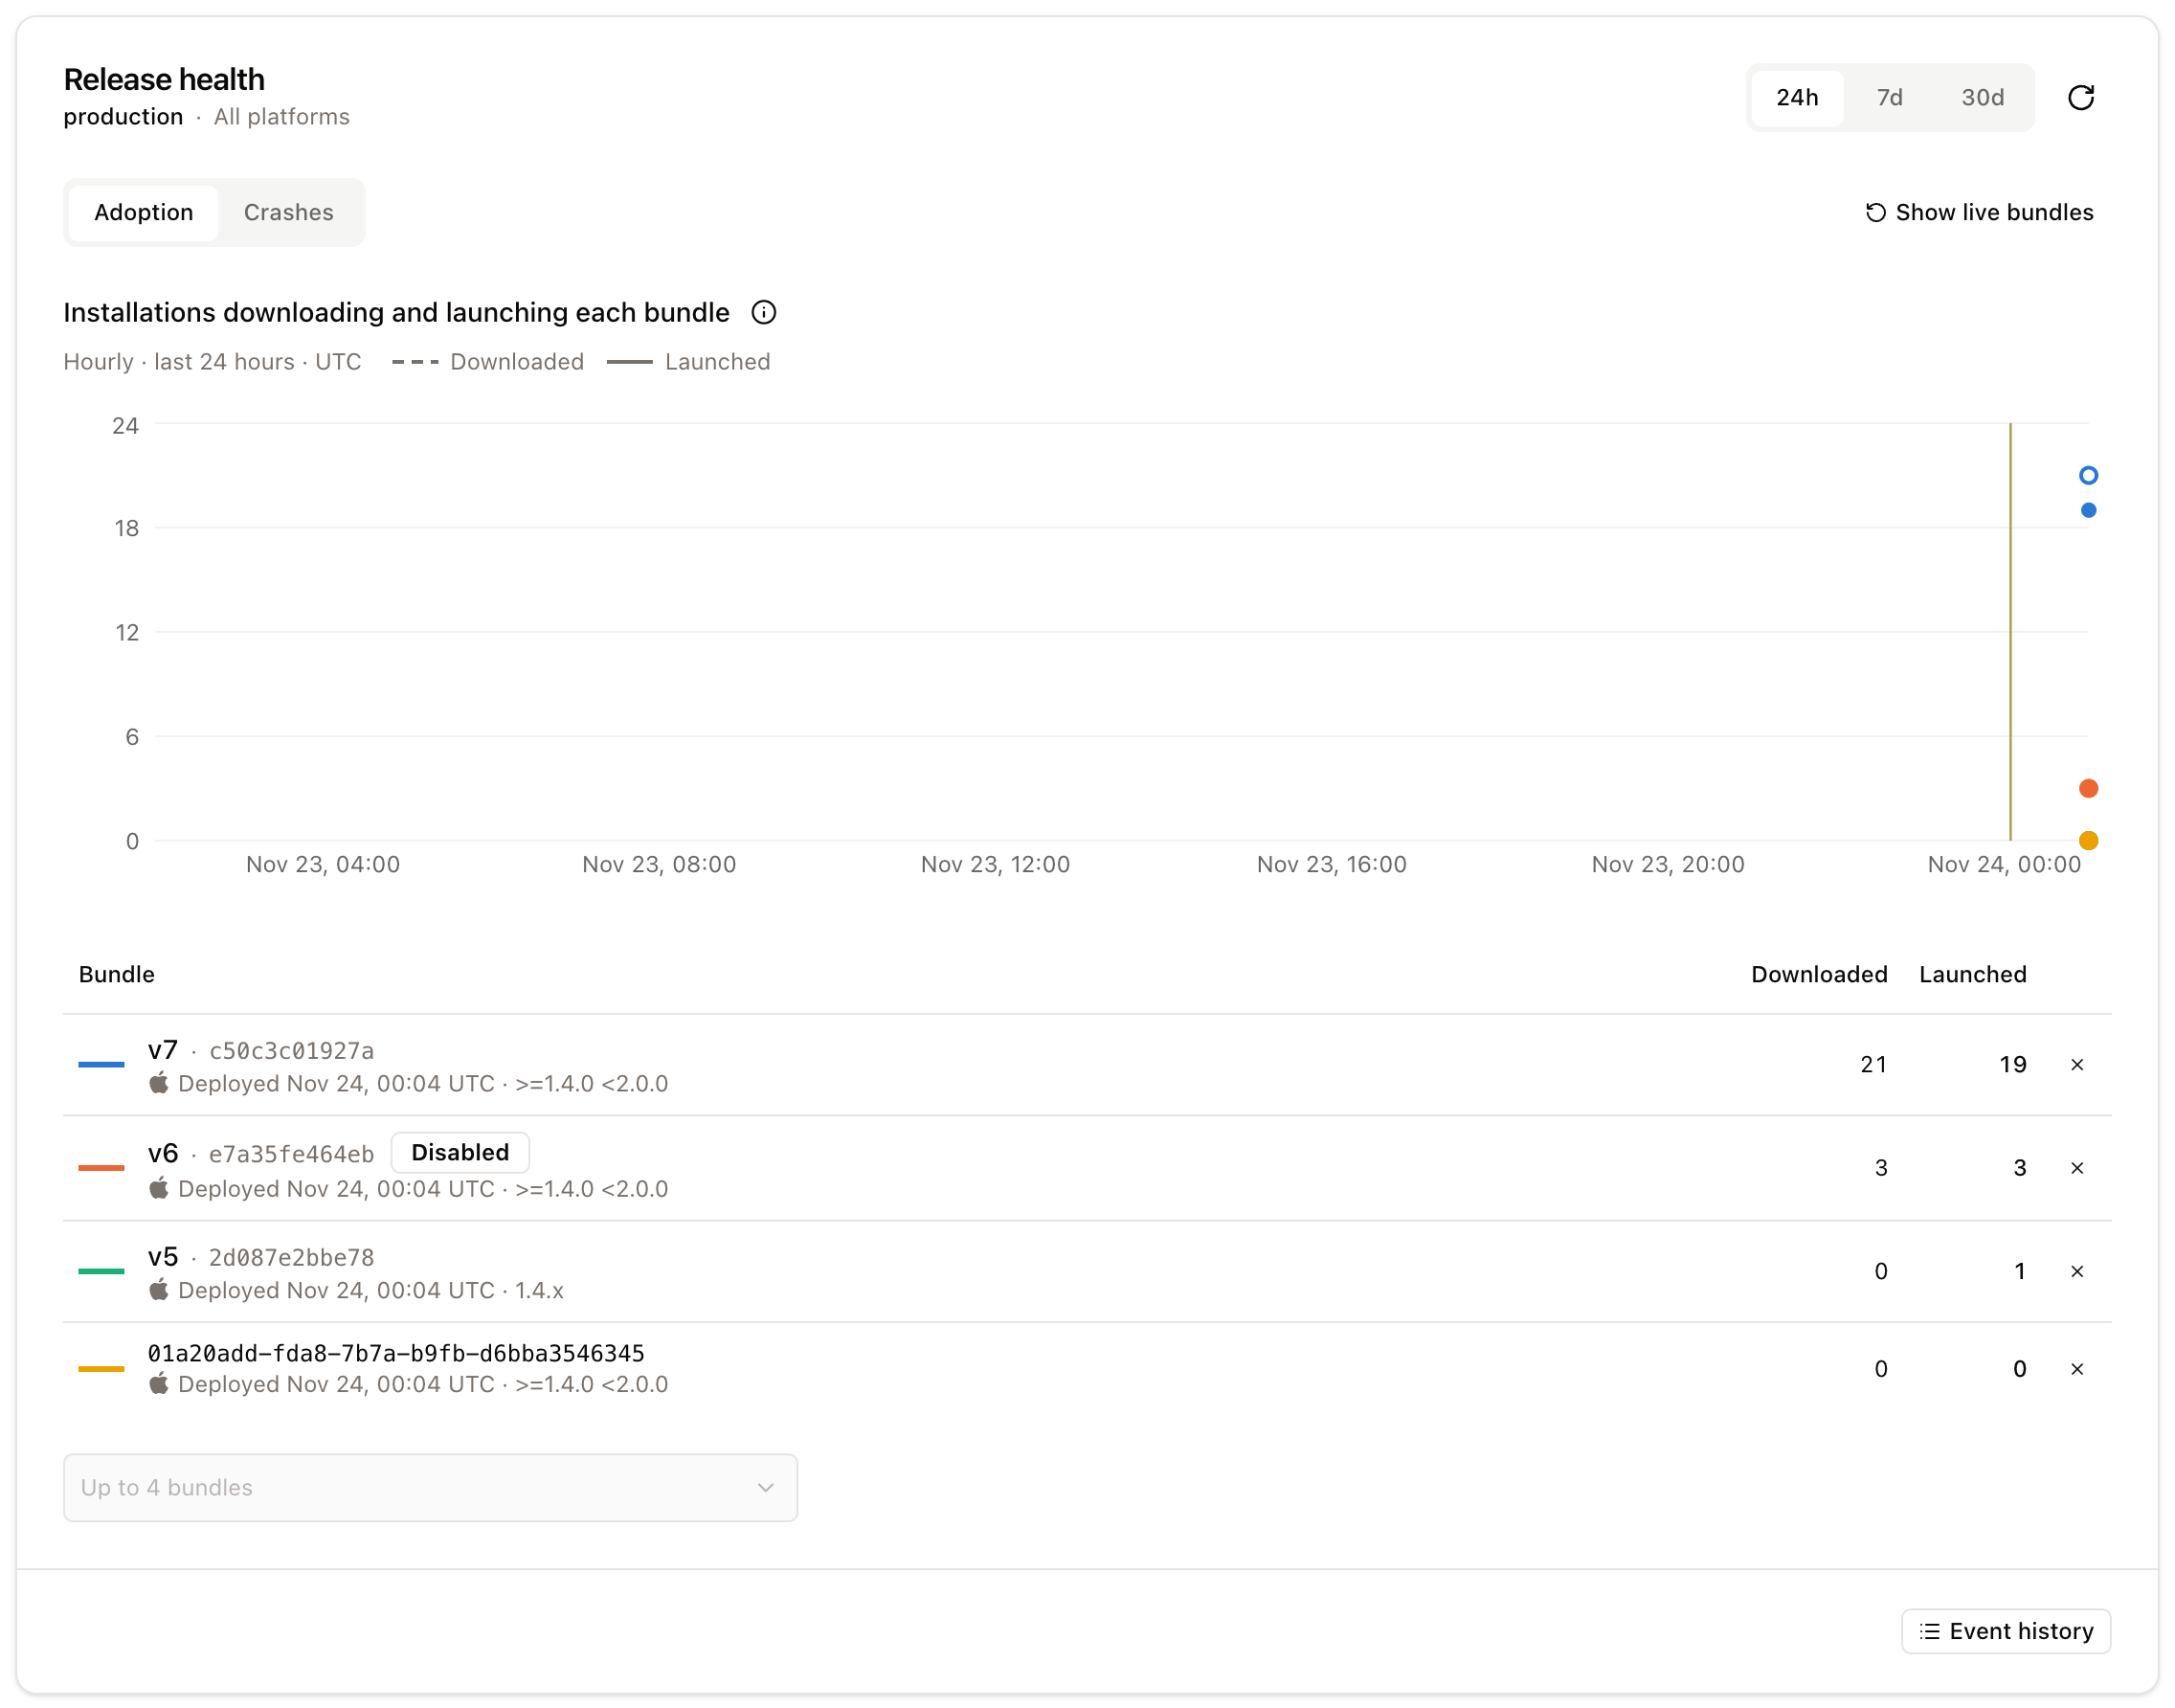 Release health
production · All platforms
24h 7d 30d
Adoption Crashes
Show live bundles
Installations downloading and launching each bundle
Hourly · last 24 hours · UTC Downloaded Launched
24
18
12
6
0
Nov 23, 04:00 Nov 23, 08:00 Nov 23, 12:00 Nov 23, 16:00 Nov 23, 20:00 Nov 24, 00:00
Bundle Downloaded Launched
v7 · c50c3c01927a
Deployed Nov 24, 00:04 UTC · >=1.4.0 <2.0.0
21 19 ×
v6 · e7a35fe464eb Disabled
Deployed Nov 24, 00:04 UTC · >=1.4.0 <2.0.0
3 3 ×
v5 · 2d087e2bbe78
Deployed Nov 24, 00:04 UTC · 1.4.x
0 1 ×
01a20add-fda8-7b7a-b9fb-d6bba3546345
Deployed Nov 24, 00:04 UTC · >=1.4.0 <2.0.0
0 0 ×
Up to 4 bundles
Event history